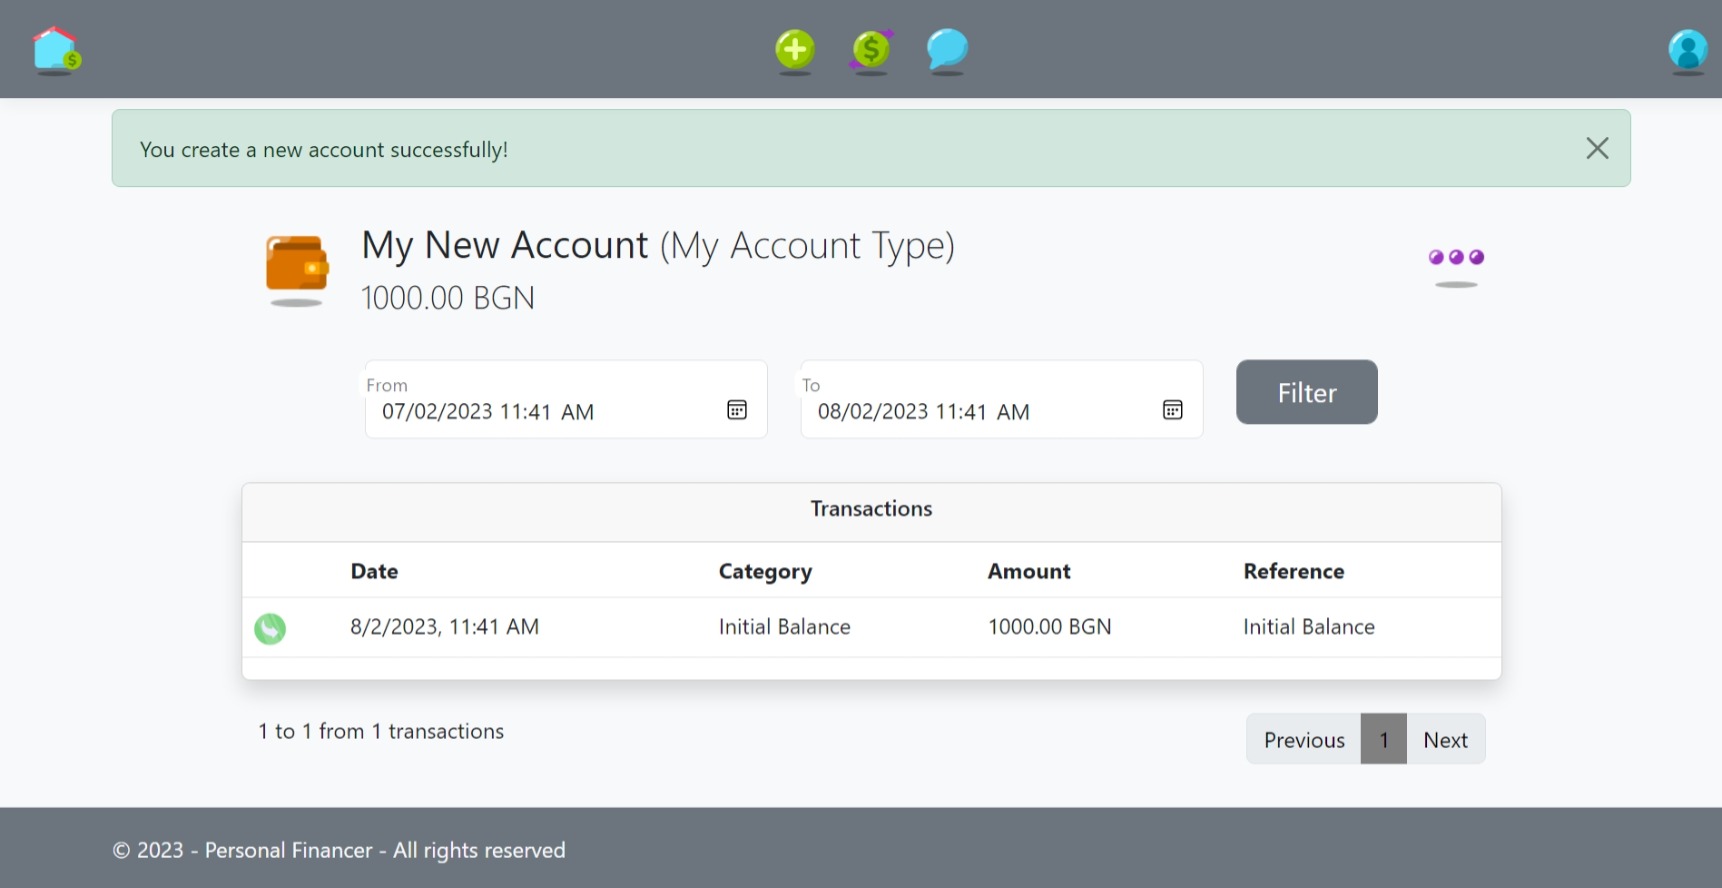 You create a new account successfully!
My New Account (My Account Type)
1000.00 BGN
From
07/02/2023 11:41 AM
To
08/02/2023 11:41 AM
Filter
Transactions
Date Category Amount Reference
8/2/2023, 11:41 AM Initial Balance 1000.00 BGN Initial Balance
1 to 1 from 1 transactions
Previous 1 Next
© 2023 - Personal Financer - All rights reserved